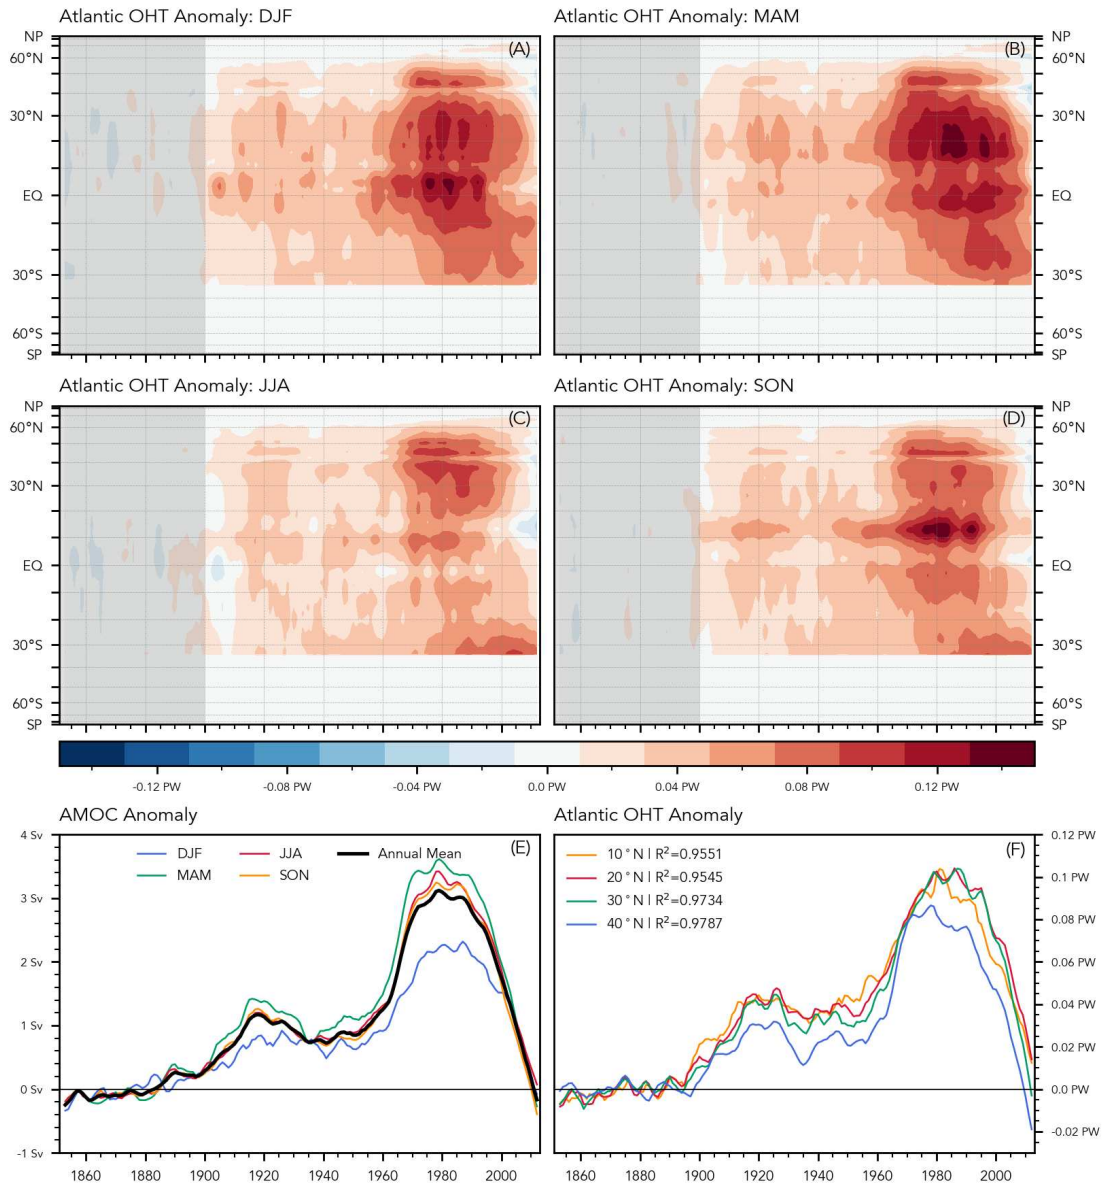 Atlantic OHT Anomaly: DJF
Atlantic OHT Anomaly: MAM
NP
60°N
30°N
EQ
30°S
60°S
SP
(A)
(B)
NP
60°N
30°N
EQ
30°S
60°S
SP
Atlantic OHT Anomaly: JJA
Atlantic OHT Anomaly: SON
NP
60°N
30°N
EQ
30°S
60°S
SP
(C)
(D)
NP
60°N
30°N
EQ
30°S
60°S
SP
-0.12 PW -0.08 PW -0.04 PW 0.0 PW 0.04 PW 0.08 PW 0.12 PW
AMOC Anomaly
Atlantic OHT Anomaly
4 Sv
3 Sv
2 Sv
1 Sv
0 Sv
-1 Sv
DJF JJA Annual Mean
MAM SON
(E)
10°N | R²=0.9551
20°N | R²=0.9545
30°N | R²=0.9734
40°N | R²=0.9787
(F)
0.12 PW
0.1 PW
0.08 PW
0.06 PW
0.04 PW
0.02 PW
0.0 PW
-0.02 PW
1860 1880 1900 1920 1940 1960 1980 2000
1860 1880 1900 1920 1940 1960 1980 2000